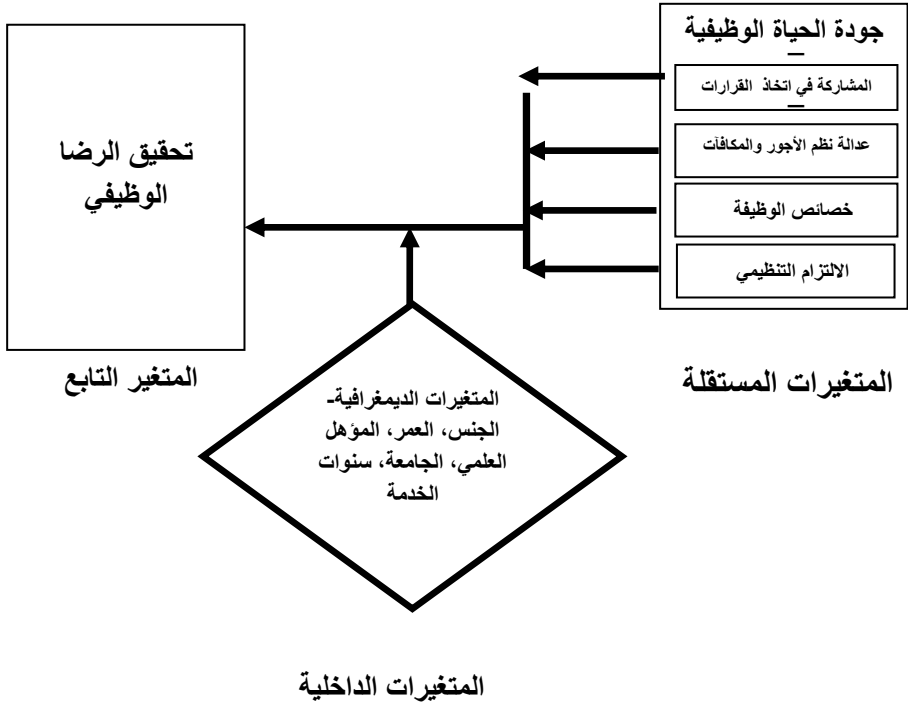 جودة الحياة الوظيفية
المشاركة في اتخاذ القرارات
عدالة نظم الأجور والمكافآت
خصائص الوظيفة
الالتزام التنظيمي
المتغيرات المستقلة
تحقيق الرضا
الوظيفي
المتغير التابع
المتغيرات الديمغرافية-
الجنس، العمر، المؤهل
العلمي، الجامعة، سنوات
الخدمة
المتغيرات الداخلية